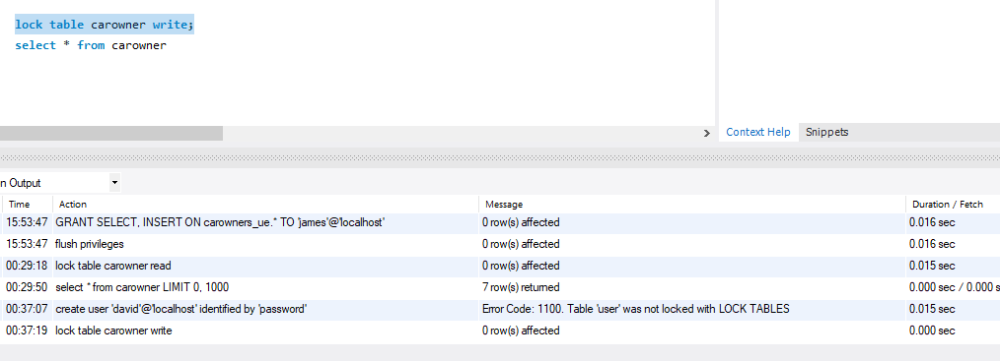 lock table carowner write;
select * from carowner
Context Help Snippets
n Output
Time Action Message Duration / Fetch
15:53:47 GRANT SELECT, INSERT ON carowners_ue.* TO 'james'@'localhost' 0 row(s) affected 0.016 sec
15:53:47 flush privileges 0 row(s) affected 0.016 sec
00:29:18 lock table carowner read 0 row(s) affected 0.015 sec
00:29:50 select * from carowner LIMIT 0, 1000 7 row(s) returned 0.000 sec / 0.000 s
00:37:07 create user 'david'@'localhost' identified by 'password' Error Code: 1100. Table 'user' was not locked with LOCK TABLES 0.015 sec
00:37:19 lock table carowner write 0 row(s) affected 0.000 sec